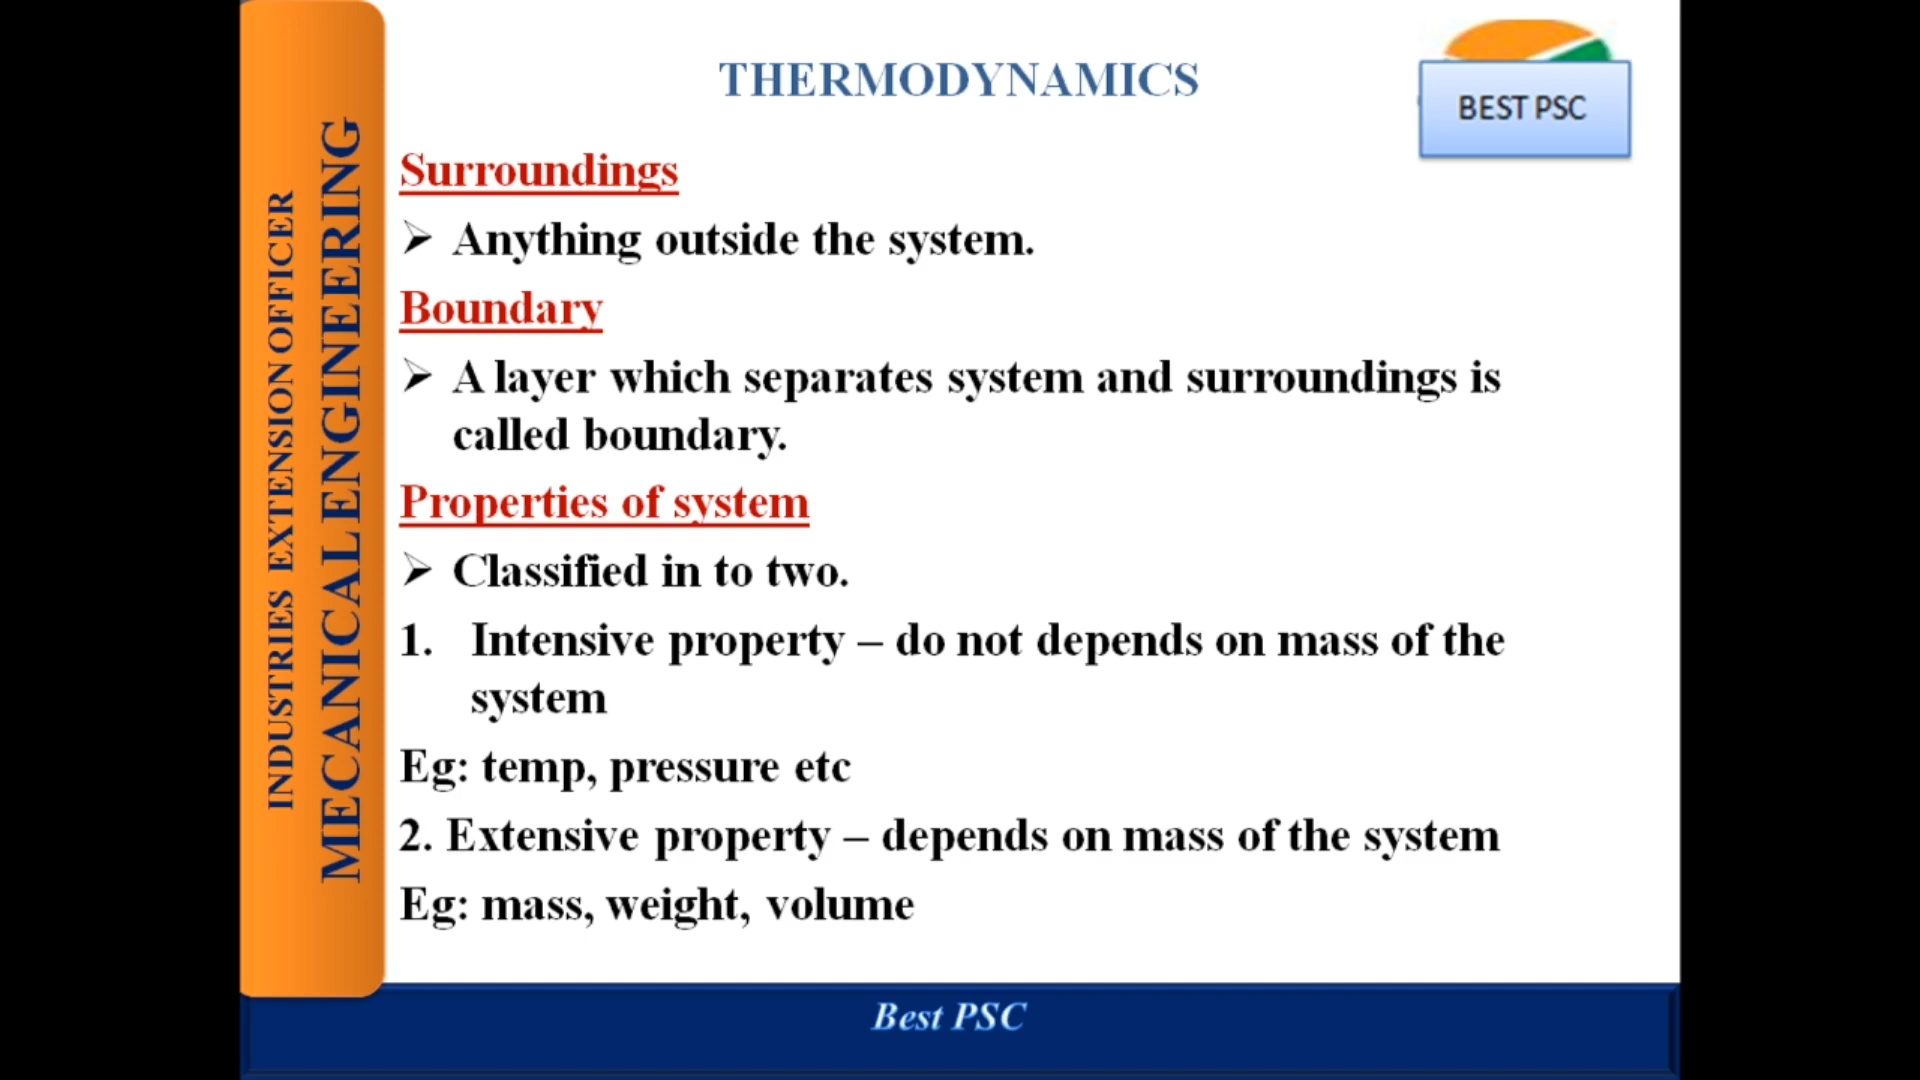 THERMODYNAMICS
BEST PSC
INDUSTRIES EXTENSION OFFICER
MECANICAL ENGINEERING
Surroundings
➢ Anything outside the system.
Boundary
➢ A layer which separates system and surroundings is
called boundary.
Properties of system
➢ Classified in to two.
1. Intensive property – do not depends on mass of the
system
Eg: temp, pressure etc
2. Extensive property – depends on mass of the system
Eg: mass, weight, volume
Best PSC